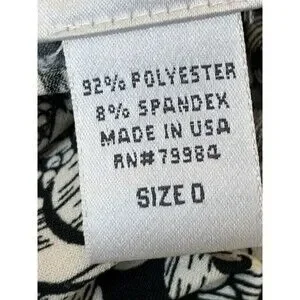 92% POLYESTER
8% SPANDEX
MADE IN USA
RN#79984
SIZE 0